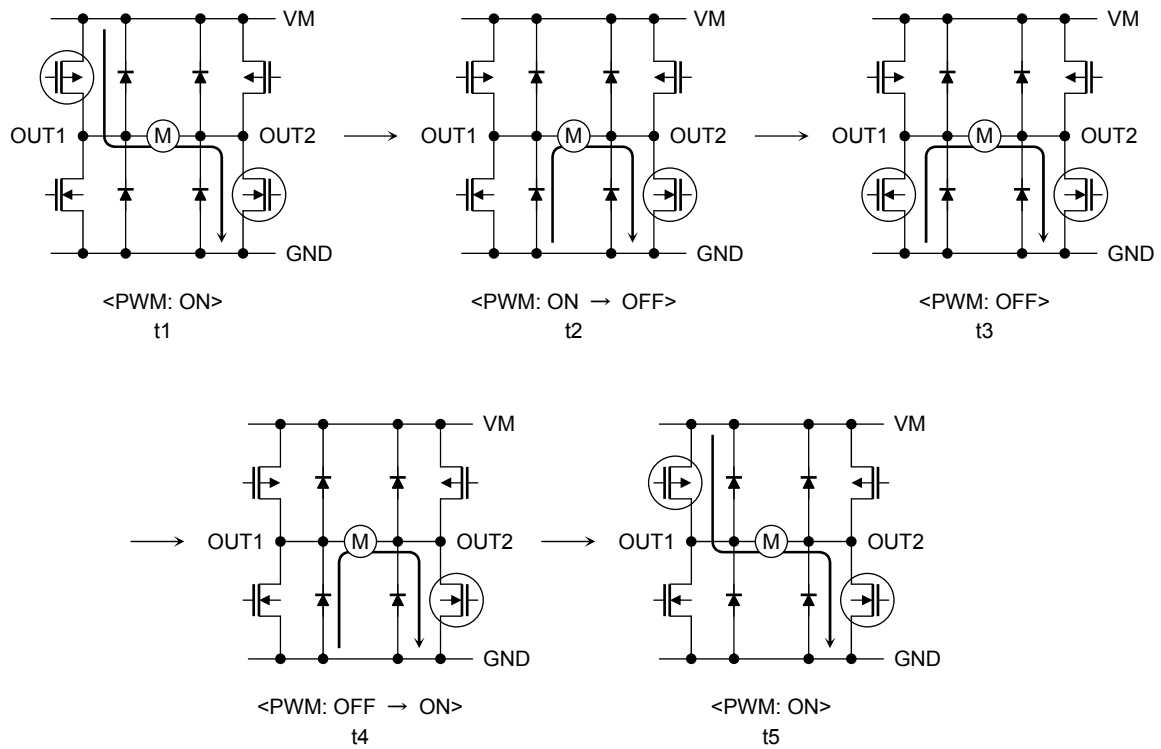 VM
VM
VM
OUT1 M OUT2
OUT1 M OUT2
OUT1 M OUT2
GND
GND
GND
<PWM: ON>
t1
<PWM: ON → OFF>
t2
<PWM: OFF>
t3
VM
VM
OUT1 M OUT2
OUT1 M OUT2
GND
GND
<PWM: OFF → ON>
t4
<PWM: ON>
t5